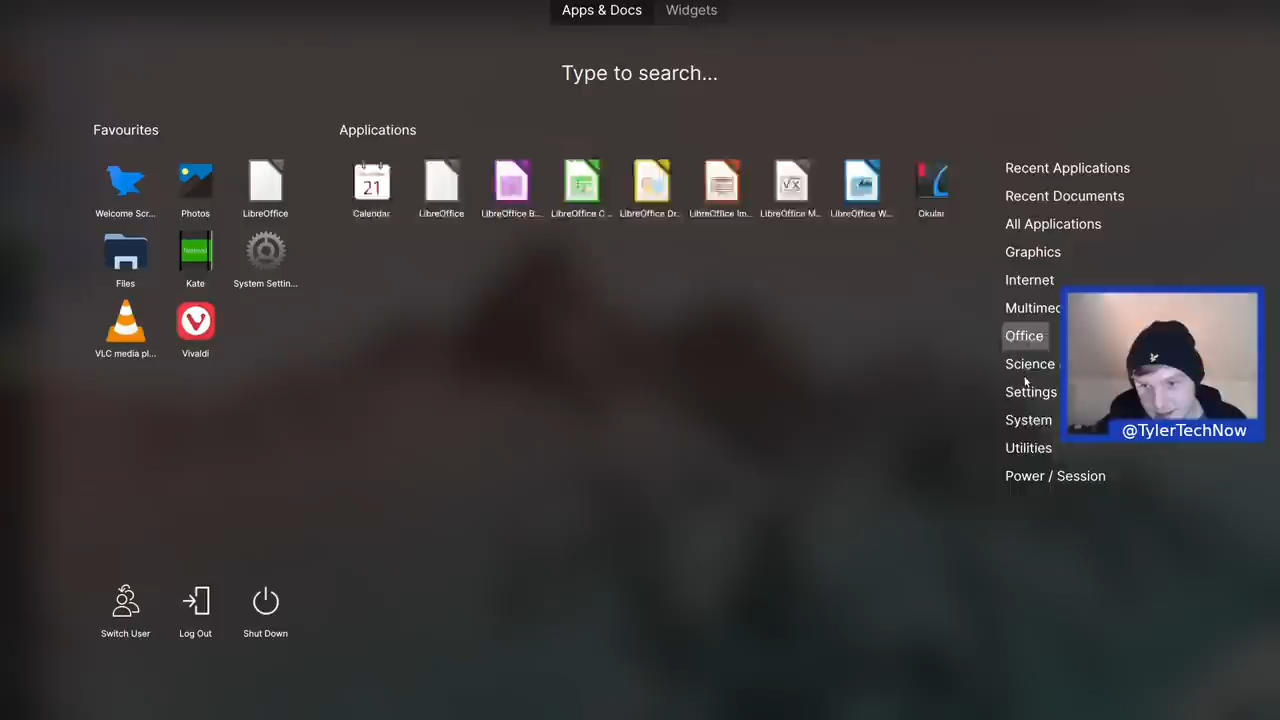 Apps & Docs Widgets
Type to search...
Favourites
Applications
Welcome Scr...
Photos
LibreOffice
Files
Kate
System Settin...
VLC media pl...
Vivaldi
21
Calendar
LibreOffice
LibreOffice B...
LibreOffice C...
LibreOffice Dr...
LibreOffice Im...
LibreOffice M...
LibreOffice W...
Okular
Recent Applications
Recent Documents
All Applications
Graphics
Internet
Multimed
Office
Science
Settings
System
Utilities
Power / Session
@TylerTechNow
Switch User
Log Out
Shut Down